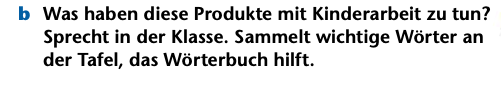 b Was haben diese Produkte mit Kinderarbeit zu tun?
Sprecht in der Klasse. Sammelt wichtige Wörter an
der Tafel, das Wörterbuch hilft.